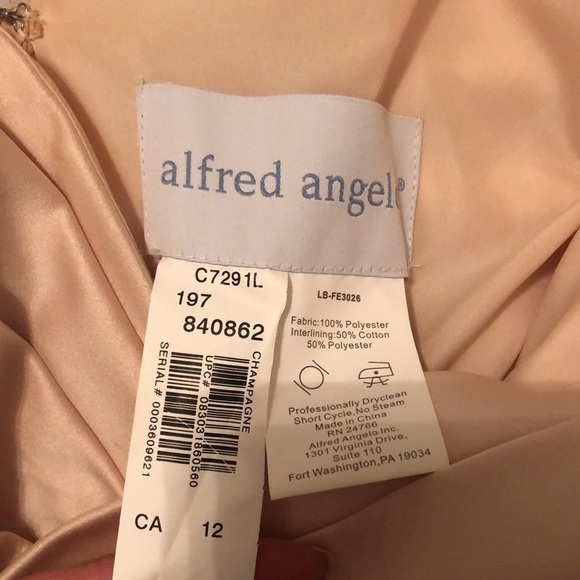 alfred angelo®
C7291L
197
840862
CHAMPAGNE
UPC# 083031860560
SERIAL# 0003609621
CA 12
LB-FE3026
Fabric:100% Polyester
Interlining:50% Cotton
50% Polyester
Professionally Dryclean
Short Cycle,No Steam
Made in China
RN 24766
Alfred Angelo Inc.
1301 Virginia Drive,
Suite 110
Fort Washington,PA 19034